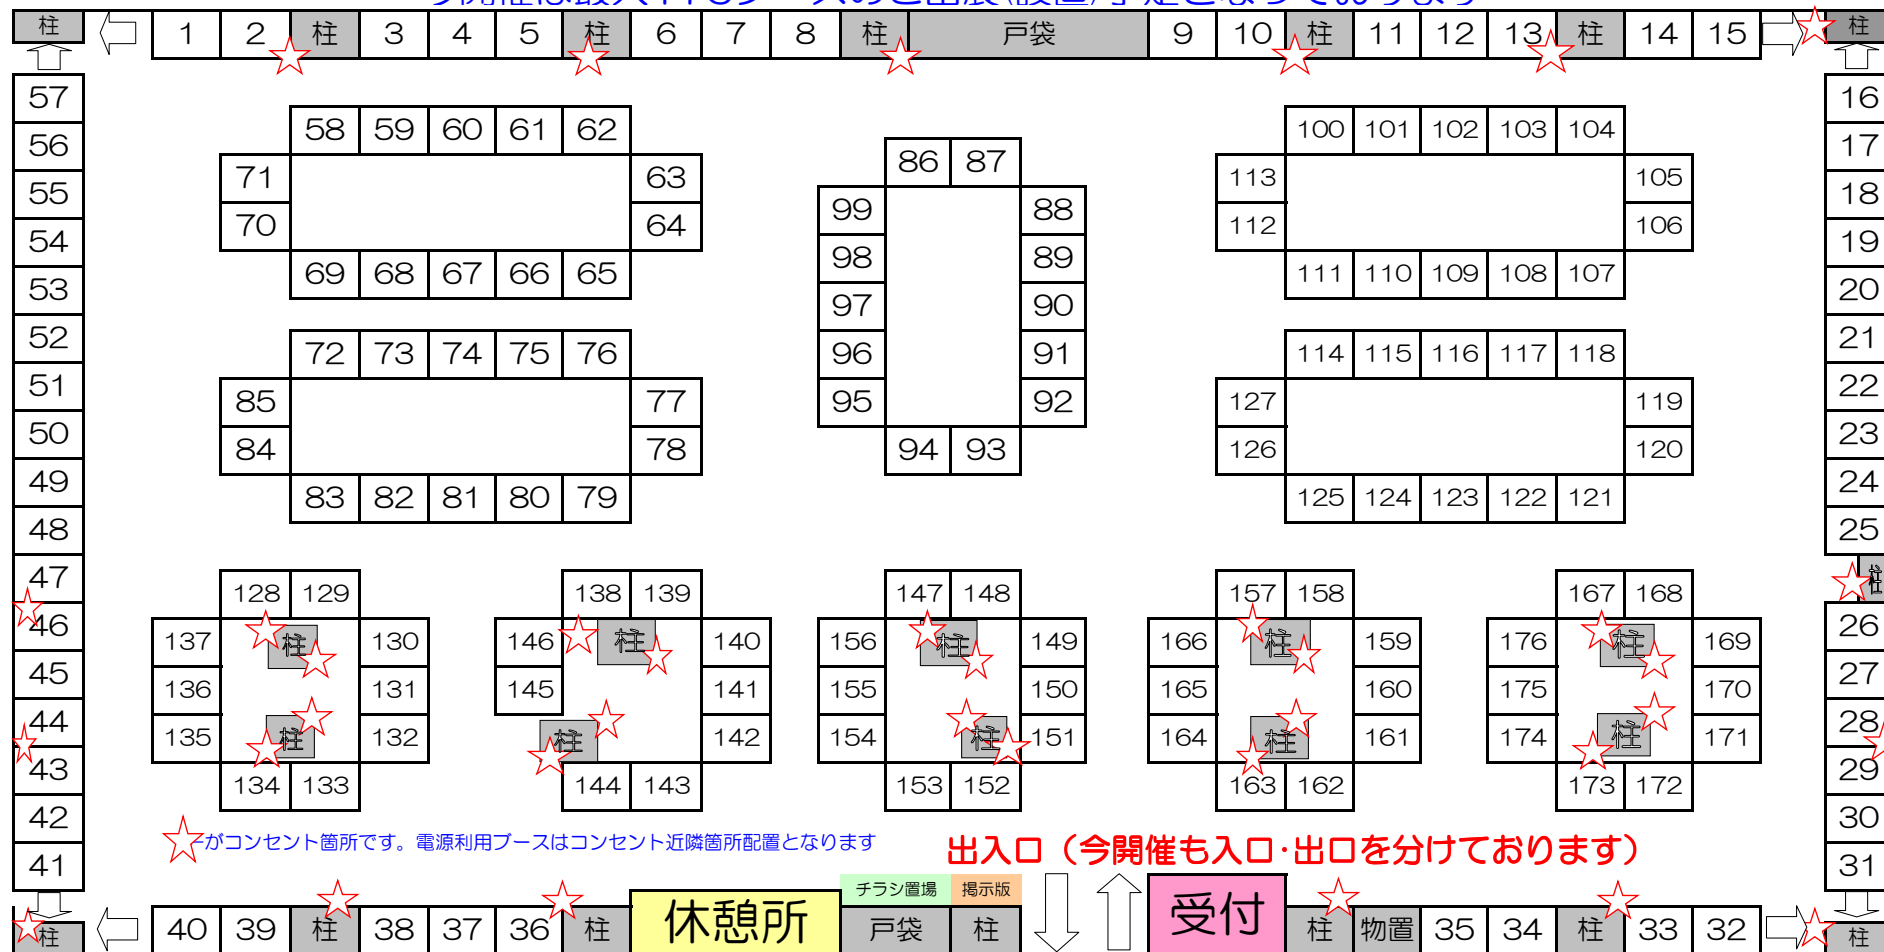 柱 1 2 柱 3 4 5 柱 6 7 8 柱 戸袋 9 10 柱 11 12 13 柱 14 15 柱
57 16
58 59 60 61 62 100 101 102 103 104
56 17
86 87
71 63 113 105
55 18
99 88
70 64 112 106
54 19
98 89
69 68 67 66 65 111 110 109 108 107
53 20
97 90
52 21
72 73 74 75 76 96 91 114 115 116 117 118
51 22
85 77 95 92 127 119
50 23
84 78 94 93 126 120
49 24
83 82 81 80 79 125 124 123 122 121
48 25
47 柱
128 129 138 139 147 148 157 158 167 168
46 26
137 柱 130 146 柱 140 156 柱 149 166 柱 159 176 柱 169
45 27
136 131 145 141 155 150 165 160 175 170
44 28
135 柱 132 柱 142 154 柱 151 164 柱 161 174 柱 171
43 29
134 133 144 143 153 152 163 162 173 172
42 30
がコンセント箇所です。電源利用ブースはコンセント近隣箇所配置となります
出入口（今開催も入口・出口を分けております）
41 31
チラシ置場 掲示版
柱 40 39 柱 38 37 36 柱 休憩所 戸袋 柱 受付 柱 物置 35 34 柱 33 32 柱